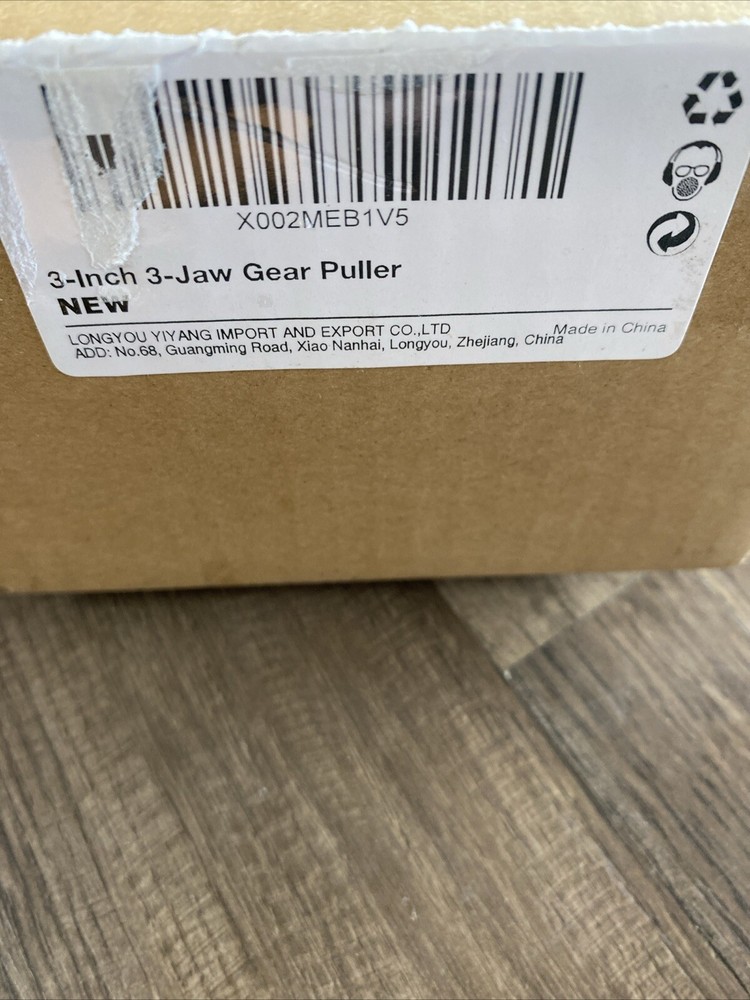 X002MEB1V5
3-Inch 3-Jaw Gear Puller
NEW
LONGYOU YIYANG IMPORT AND EXPORT CO.,LTD Made in China
ADD: No.68, Guangming Road, Xiao Nanhai, Longyou, Zhejiang, China